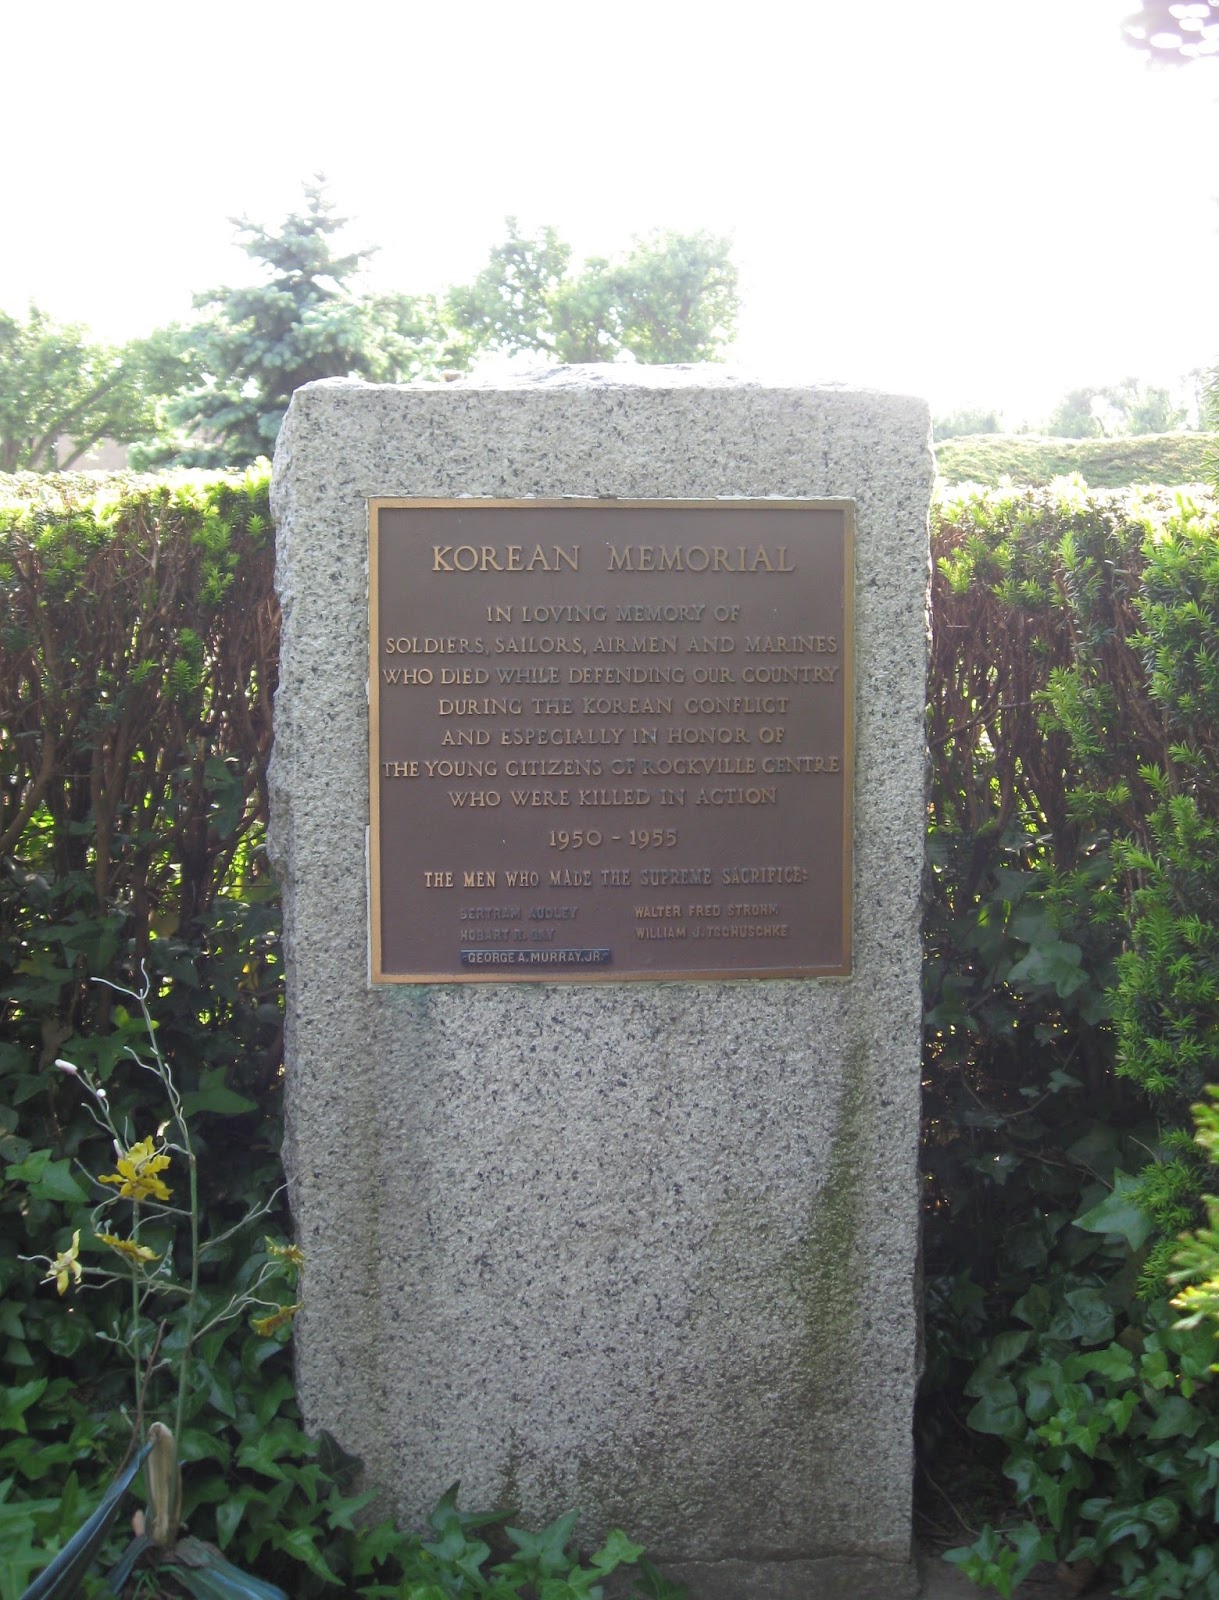 KOREAN MEMORIAL
IN LOVING MEMORY OF
SOLDIERS, SAILORS, AIRMEN AND MARINES
WHO DIED WHILE DEFENDING OUR COUNTRY
DURING THE KOREAN CONFLICT
AND ESPECIALLY IN HONOR OF
THE YOUNG CITIZENS OF ROCKVILLE CENTRE
WHO WERE KILLED IN ACTION
1950 - 1955
THE MEN WHO MADE THE SUPREME SACRIFICE:
BERTRAM AUDLEY
HOBART R. GAY
GEORGE A. MURRAY, JR.
WALTER FRED STROHM
WILLIAM J. TSCHUSCHKE